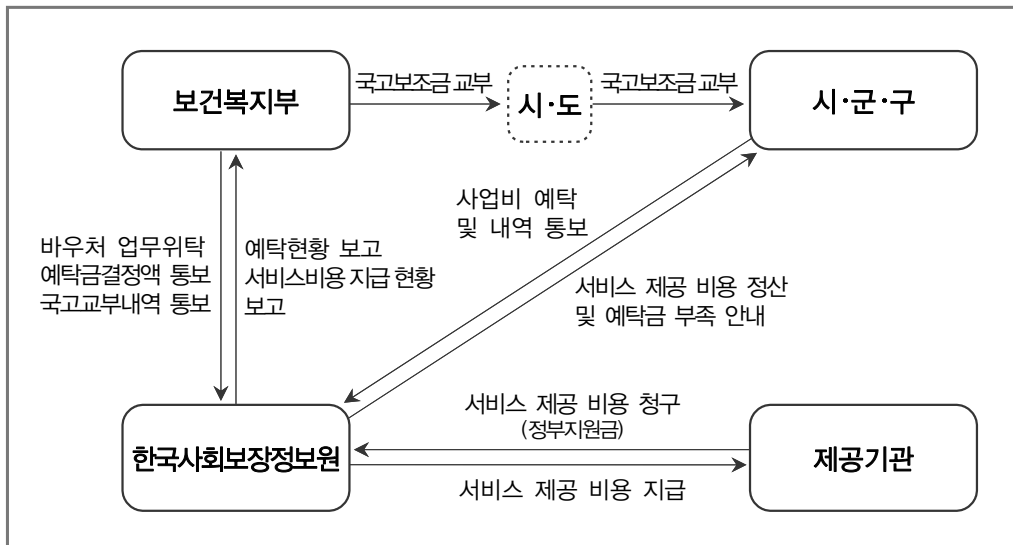 보건복지부
국고보조금 교부
시·도
국고보조금 교부
시·군·구
사업비 예탁
및 내역 통보
바우처 업무위탁
예탁금결정액 통보
국고교부내역 통보
예탁현황 보고
서비스비용 지급 현황
보고
서비스 제공 비용 정산
및 예탁금 부족 안내
한국사회보장정보원
서비스 제공 비용 청구
(정부지원금)
서비스 제공 비용 지급
제공기관